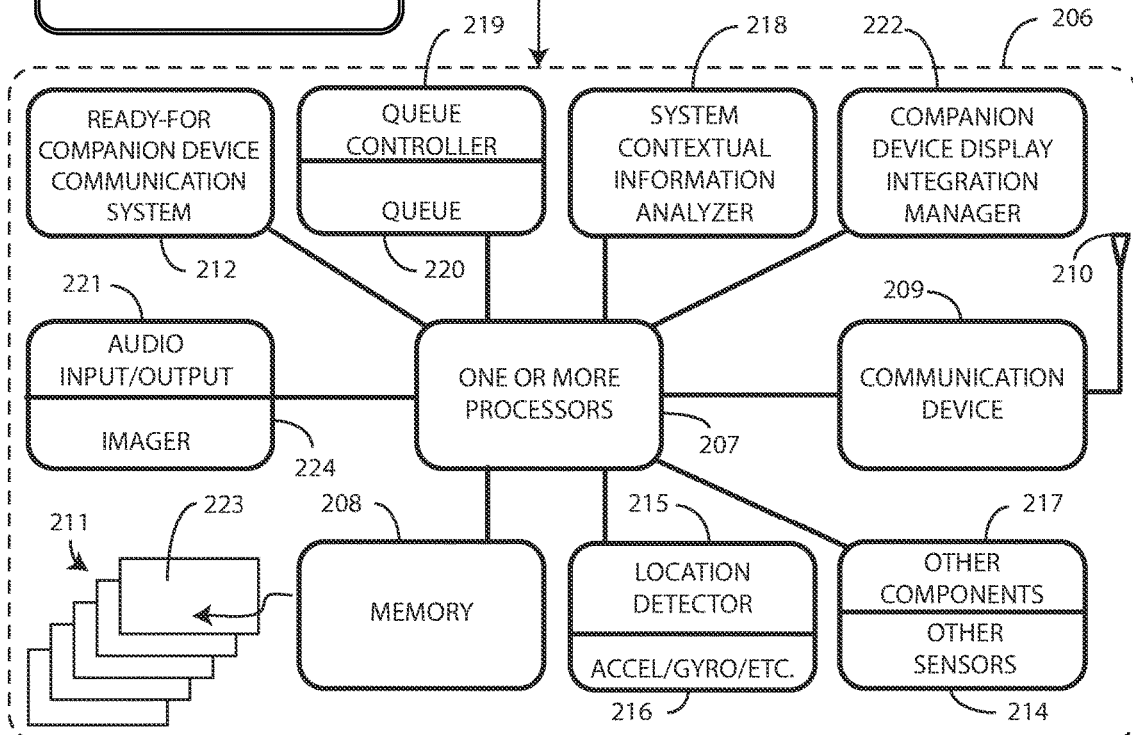 219
218
222
206
READY-FOR
COMPANION DEVICE
COMMUNICATION
SYSTEM
QUEUE
CONTROLLER
QUEUE
SYSTEM
CONTEXTUAL
INFORMATION
ANALYZER
COMPANION
DEVICE DISPLAY
INTEGRATION
MANAGER
212
220
210
221
209
AUDIO
INPUT/OUTPUT
IMAGER
ONE OR MORE
PROCESSORS
COMMUNICATION
DEVICE
224
207
211
223
208
215
217
MEMORY
LOCATION
DETECTOR
ACCEL/GYRO/ETC.
OTHER
COMPONENTS
OTHER
SENSORS
216
214